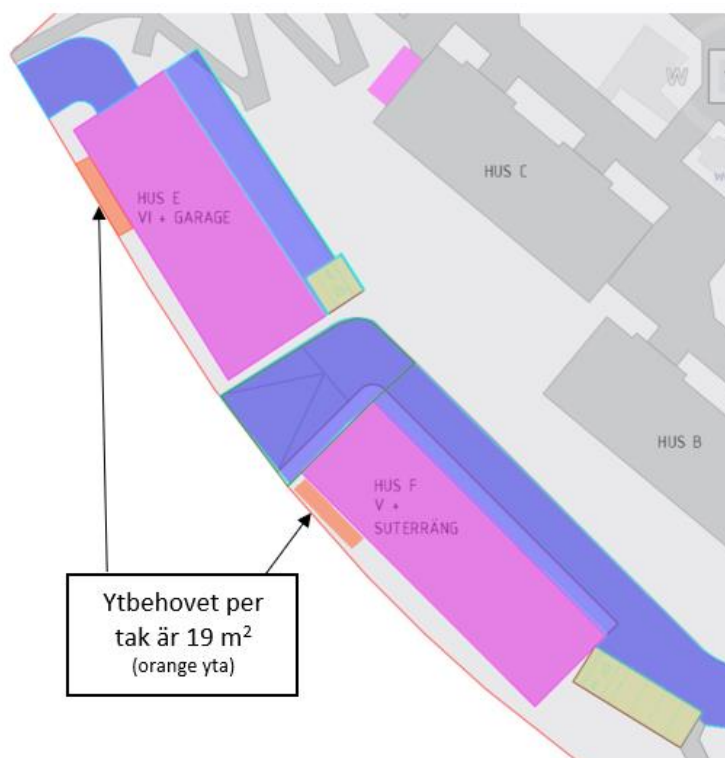 W
HUS C
HUS E
VI + GARAGE
HUS B
HUS F
V +
SUTERRÄNG
Ytbehovet per
tak är 19 m²
(orange yta)